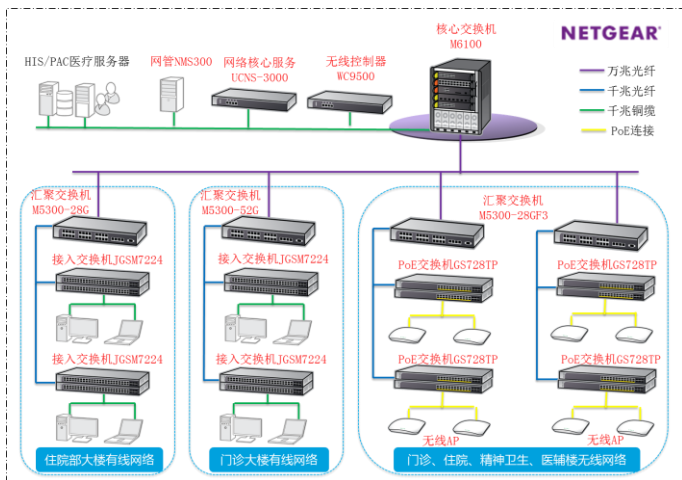 核心交换机
M6100
NETGEAR®
HIS/PAC医疗服务器
网管NMS300
网络核心服务
UCNS-3000
无线控制器
WC9500
万兆光纤
千兆光纤
千兆铜缆
PoE连接
汇聚交换机
M5300-28G
汇聚交换机
M5300-52G
汇聚交换机
M5300-28GF3
接入交换机JGSM7224
接入交换机JGSM7224
PoE交换机GS728TP
PoE交换机GS728TP
接入交换机JGSM7224
接入交换机JGSM7224
PoE交换机GS728TP
PoE交换机GS728TP
无线AP
无线AP
住院部大楼有线网络
门诊大楼有线网络
门诊、住院、精神卫生、医辅楼无线网络